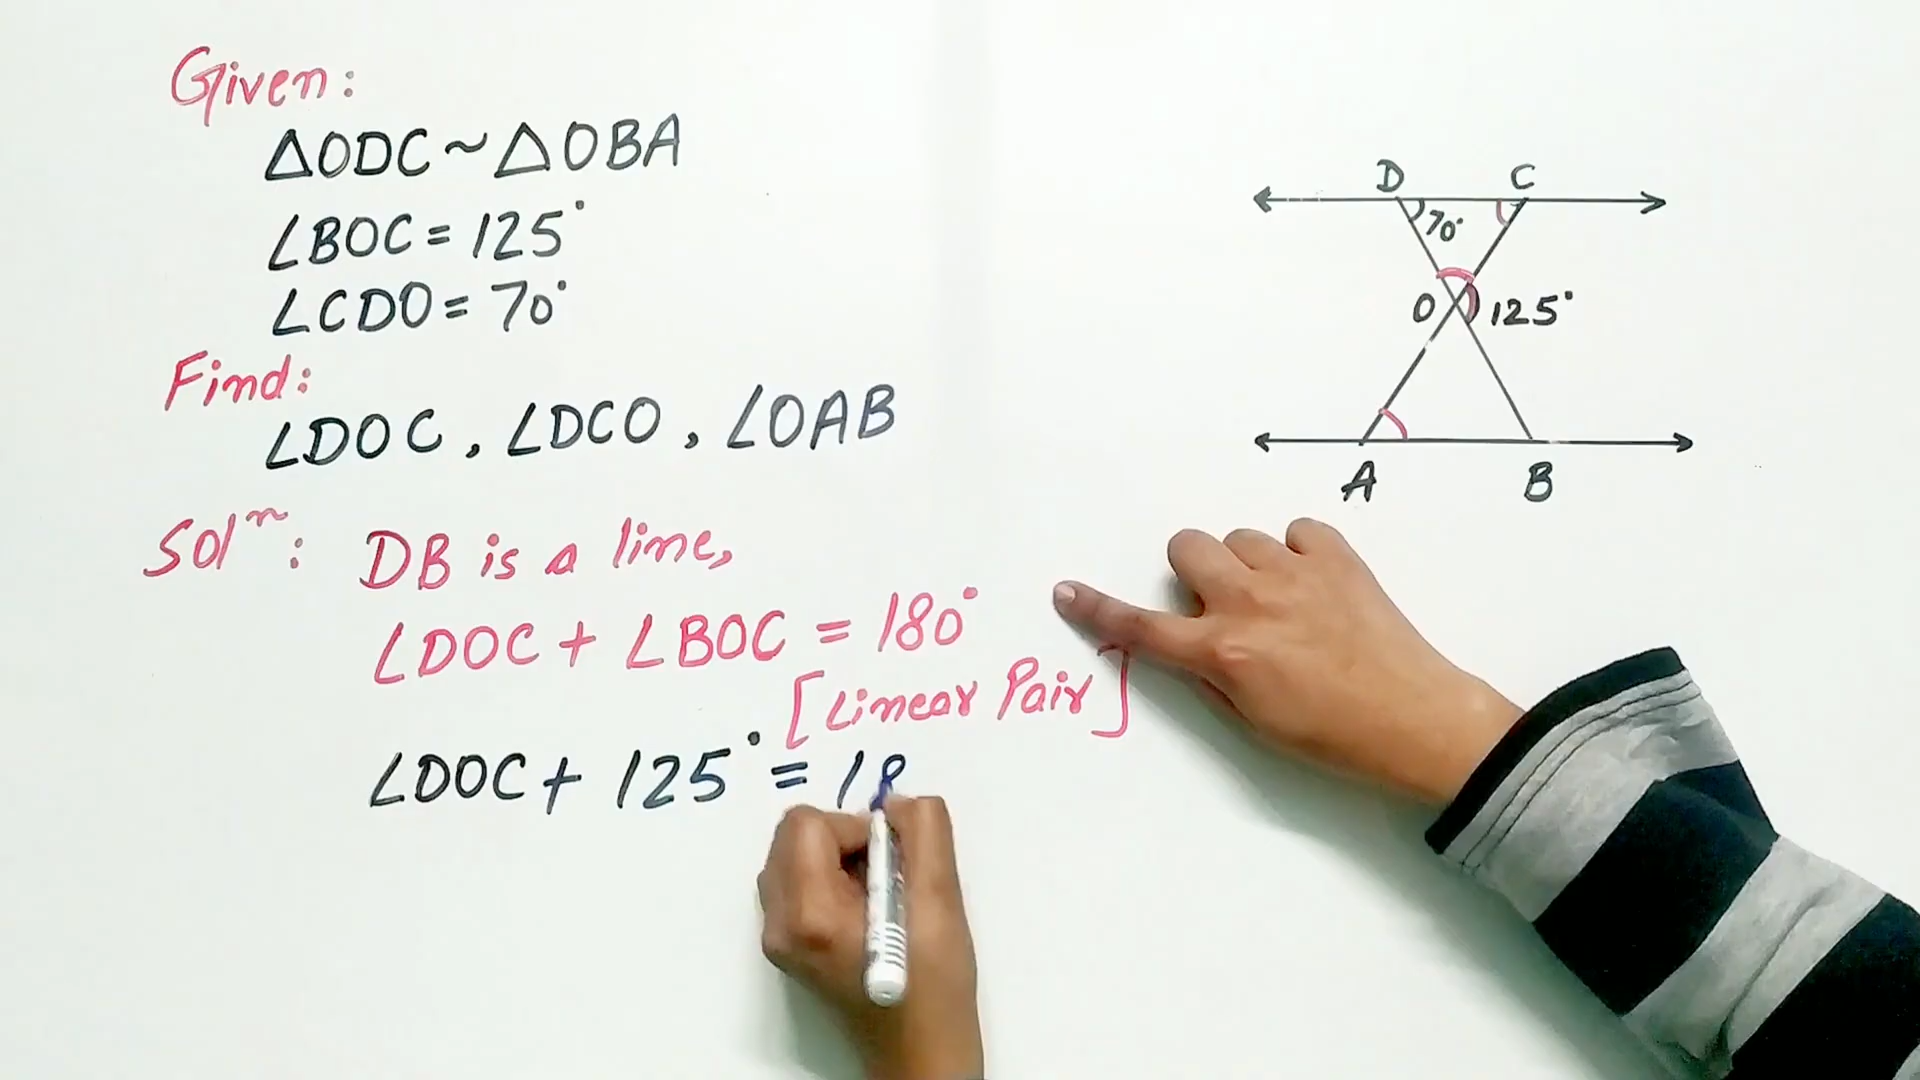 Given:
△ODC ~ △OBA
∠BOC = 125°
∠CDO = 70°
Find:
∠DOC, ∠DCO, ∠OAB
Solⁿ: DB is a line,
∠DOC + ∠BOC = 180°
[Linear Pair]
∠DOC + 125° = 18
D C
70°
O 125°
A B